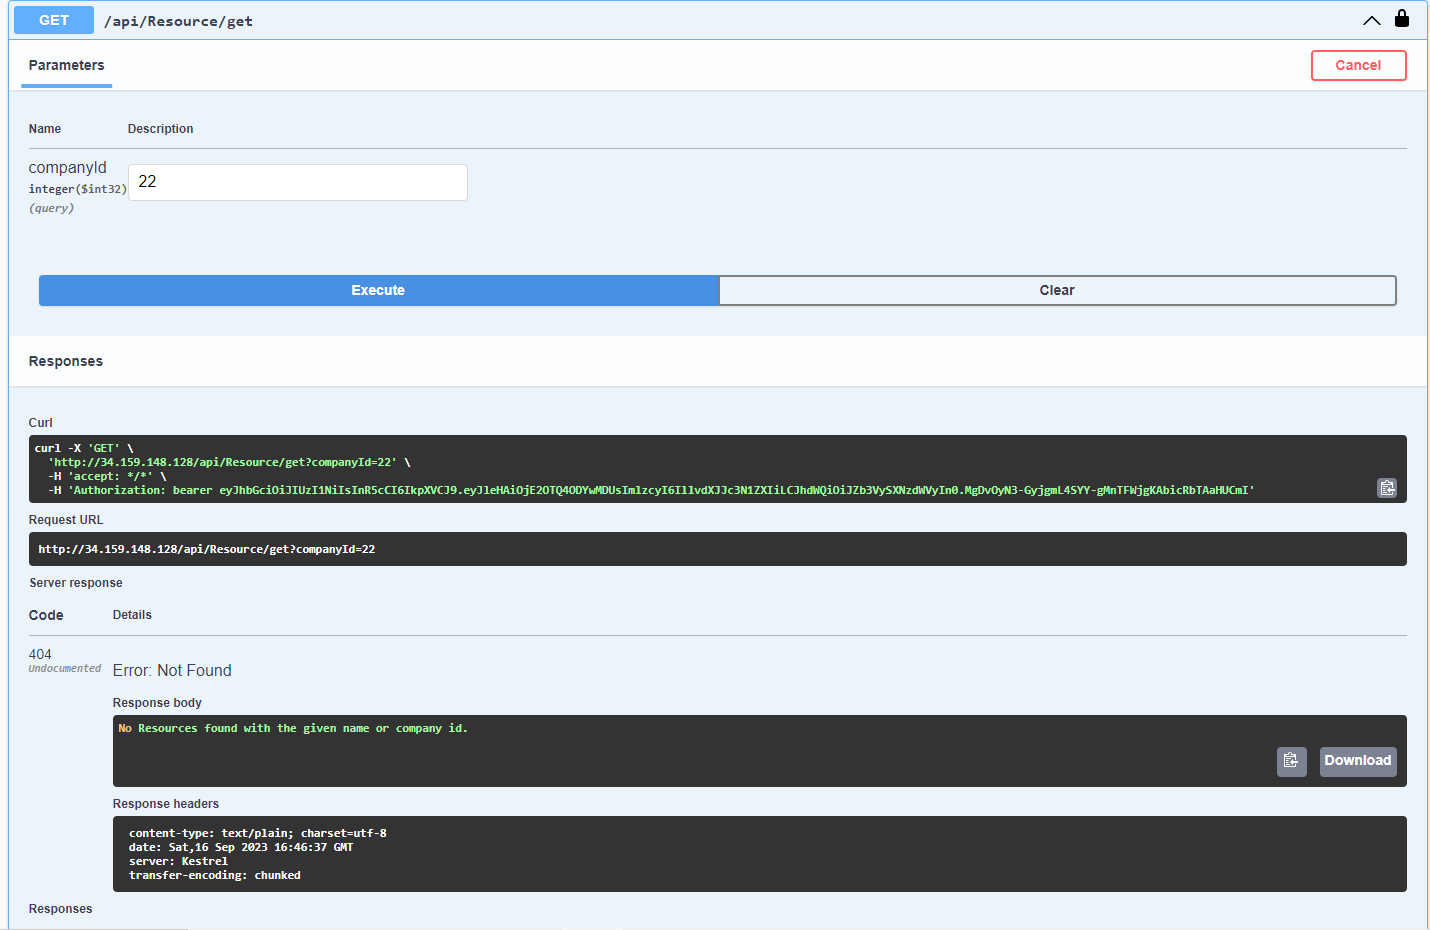 GET /api/Resource/get
Parameters
Cancel
Name Description
companyId
integer($int32)
(query)
22
Execute
Clear
Responses
Curl
curl -X 'GET' \
'http://34.159.148.128/api/Resource/get?companyId=22' \
-H 'accept: */*' \
-H 'Authorization: bearer eyJhbGciOiJIUzI1NiIsInR5cCI6IkpXVCJ9.eyJleHAiOjE2OTQ4ODYwMDUsImlzcyI6IllvdXJJc3N1ZXIiLCJhdWQiOiJZb3VySXNzdWVyIn0.MgDvOyN3-GyjgmL4SYY-gMnTFWjgKAbicRbTAaHUCmI'
Request URL
http://34.159.148.128/api/Resource/get?companyId=22
Server response
Code Details
404
Undocumented
Error: Not Found
Response body
No Resources found with the given name or company id.
Download
Response headers
content-type: text/plain; charset=utf-8
date: Sat,16 Sep 2023 16:46:37 GMT
server: Kestrel
transfer-encoding: chunked
Responses